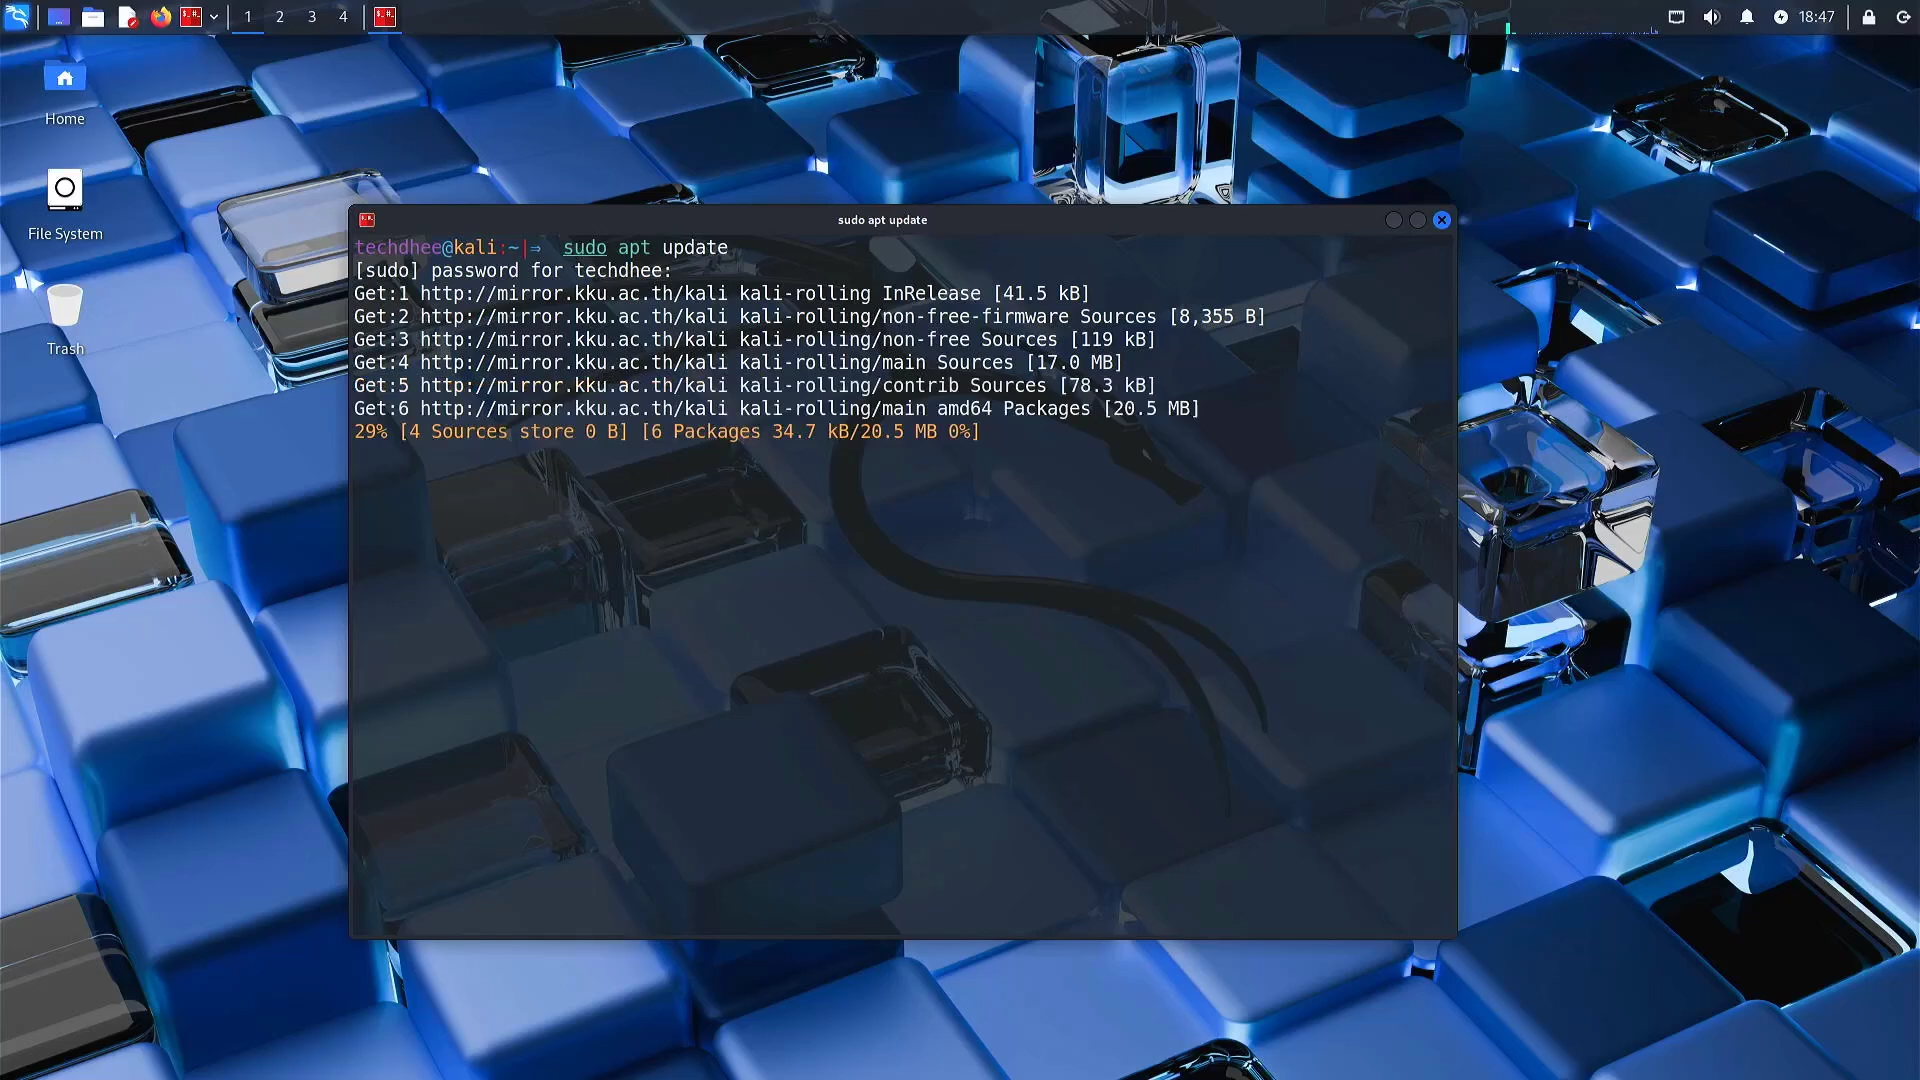 1 2 3 4
18:47
Home
File System
Trash
sudo apt update
techdhee@kali:~|⇒ sudo apt update
[sudo] password for techdhee:
Get:1 http://mirror.kku.ac.th/kali kali-rolling InRelease [41.5 kB]
Get:2 http://mirror.kku.ac.th/kali kali-rolling/non-free-firmware Sources [8,355 B]
Get:3 http://mirror.kku.ac.th/kali kali-rolling/non-free Sources [119 kB]
Get:4 http://mirror.kku.ac.th/kali kali-rolling/main Sources [17.0 MB]
Get:5 http://mirror.kku.ac.th/kali kali-rolling/contrib Sources [78.3 kB]
Get:6 http://mirror.kku.ac.th/kali kali-rolling/main amd64 Packages [20.5 MB]
29% [4 Sources store 0 B] [6 Packages 34.7 kB/20.5 MB 0%]